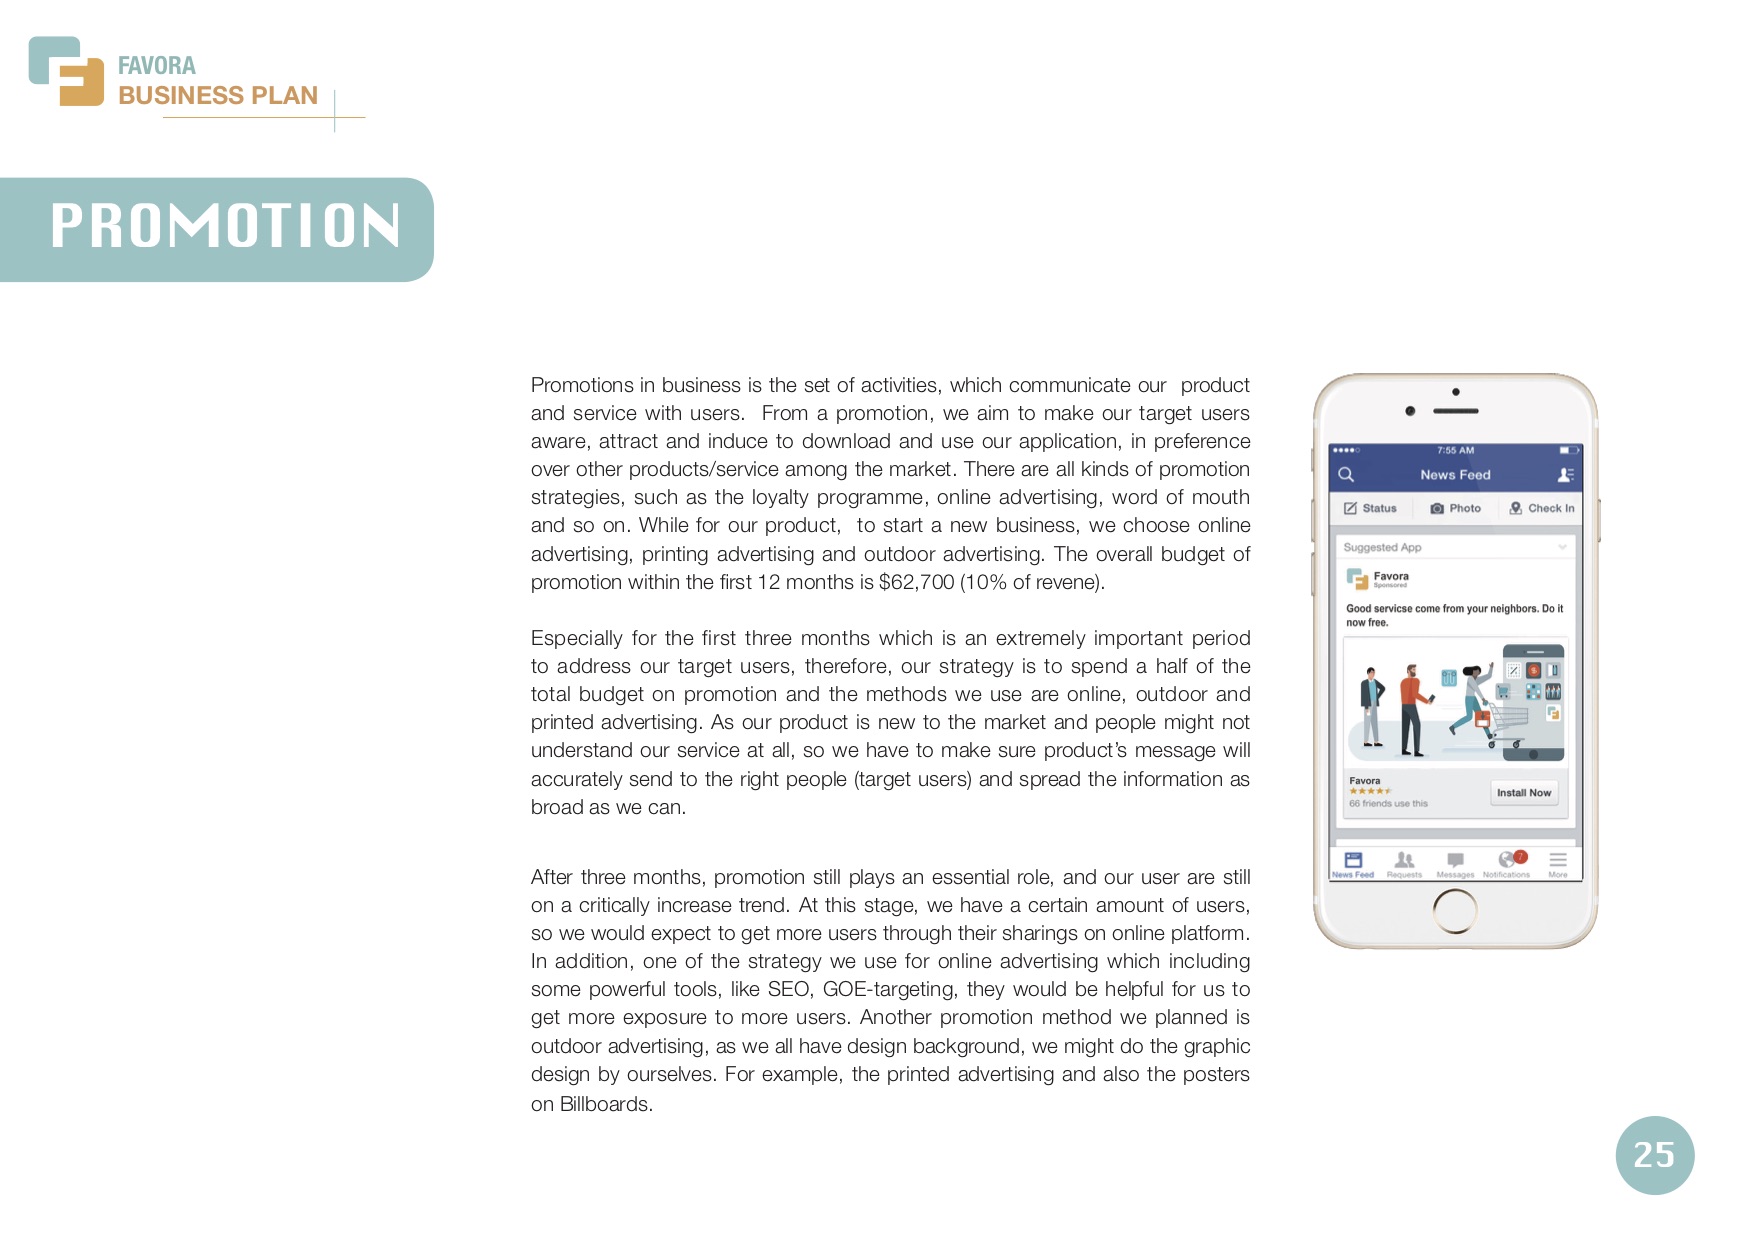 FAVORA
BUSINESS PLAN
PROMOTION
Promotions in business is the set of activities, which communicate our product
and service with users. From a promotion, we aim to make our target users
aware, attract and induce to download and use our application, in preference
over other products/service among the market. There are all kinds of promotion
strategies, such as the loyalty programme, online advertising, word of mouth
and so on. While for our product, to start a new business, we choose online
advertising, printing advertising and outdoor advertising. The overall budget of
promotion within the first 12 months is $62,700 (10% of revene).
Especially for the first three months which is an extremely important period
to address our target users, therefore, our strategy is to spend a half of the
total budget on promotion and the methods we use are online, outdoor and
printed advertising. As our product is new to the market and people might not
understand our service at all, so we have to make sure product’s message will
accurately send to the right people (target users) and spread the information as
broad as we can.
After three months, promotion still plays an essential role, and our user are still
on a critically increase trend. At this stage, we have a certain amount of users,
so we would expect to get more users through their sharings on online platform.
In addition, one of the strategy we use for online advertising which including
some powerful tools, like SEO, GOE-targeting, they would be helpful for us to
get more exposure to more users. Another promotion method we planned is
outdoor advertising, as we all have design background, we might do the graphic
design by ourselves. For example, the printed advertising and also the posters
on Billboards.
7:55 AM
News Feed
Status Photo Check In
Suggested App
Favora
Sponsored
Good servicse come from your neighbors. Do it
now free.
Favora
66 friends use this
Install Now
7
News Feed Requests Messages Notifications More
25